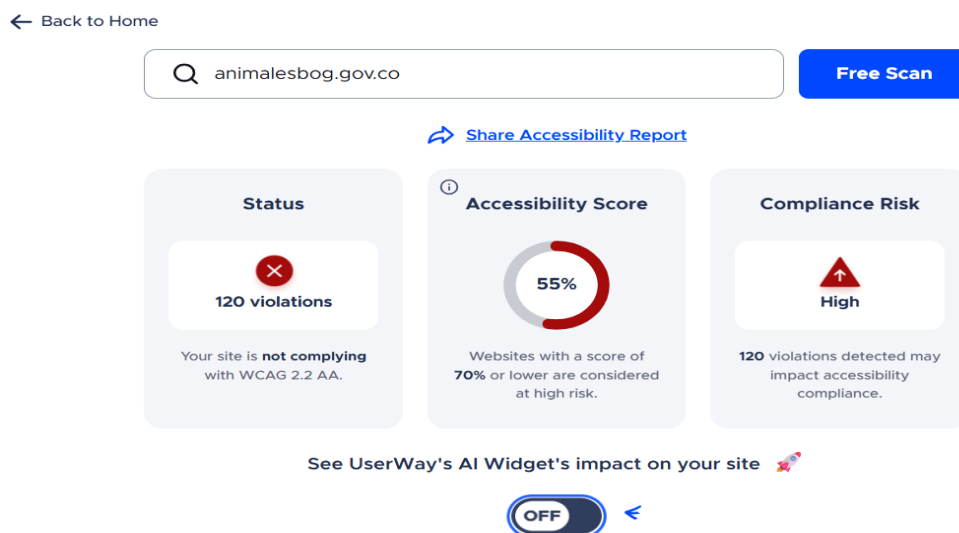 Back to Home
animalesbog.gov.co
Free Scan
Share Accessibility Report
Status
120 violations
Your site is not complying
with WCAG 2.2 AA.
Accessibility Score
55%
Websites with a score of
70% or lower are considered
at high risk.
Compliance Risk
High
120 violations detected may
impact accessibility
compliance.
See UserWay's AI Widget's impact on your site
OFF